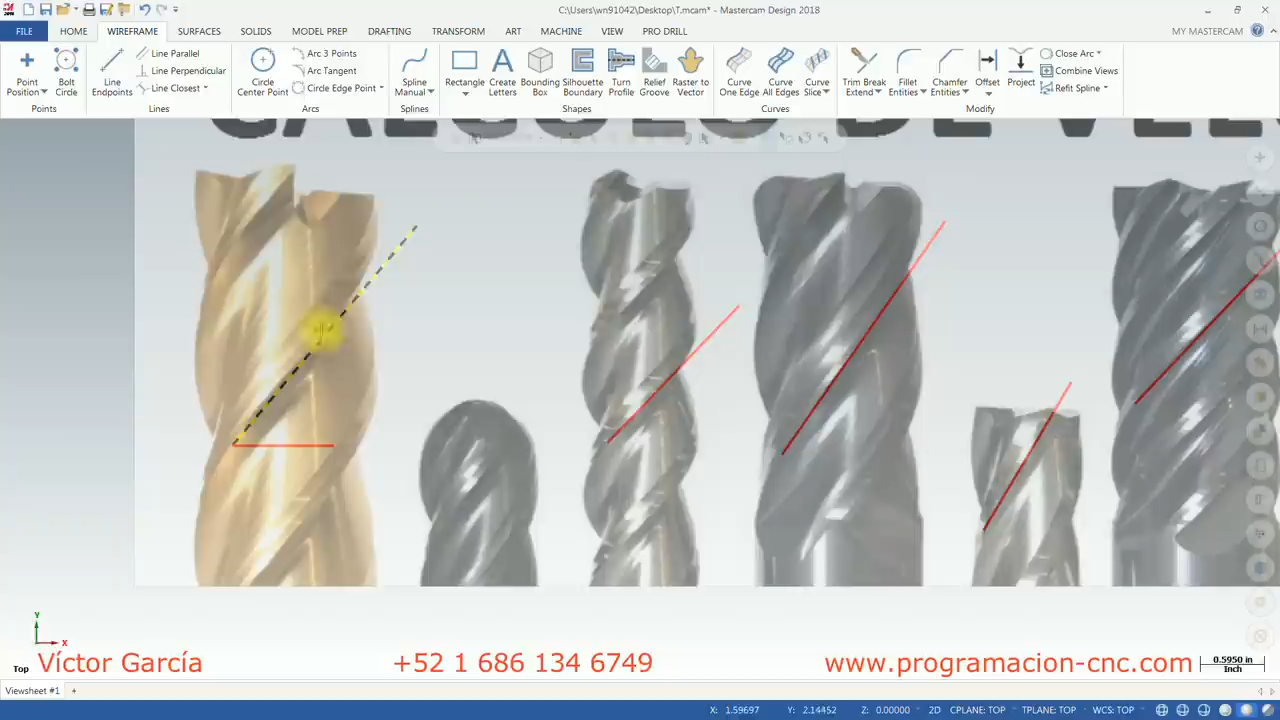 C:\Users\wn91042\Desktop\T.mcam* - Mastercam Design 2018
FILE HOME WIREFRAME SURFACES SOLIDS MODEL PREP DRAFTING TRANSFORM ART MACHINE VIEW PRO DRILL MY MASTERCAM
Point Position
Bolt Circle
Points
Line Endpoints
Line Parallel
Line Perpendicular
Line Closest
Lines
Circle Center Point
Arc 3 Points
Arc Tangent
Circle Edge Point
Arcs
Spline Manual
Splines
Rectangle
Create Letters
Bounding Box
Silhouette Boundary
Turn Profile
Relief Groove
Raster to Vector
Shapes
Curve One Edge
Curve All Edges
Curve Slice
Curves
Trim Break Extend
Fillet Entities
Chamfer Entities
Offset
Project
Close Arc
Combine Views
Refit Spline
Modify
Y
X
Top
Víctor García +52 1 686 134 6749 www.programacion-cnc.com
0.5950 in
Inch
Viewsheet #1 +
X: 1.59697 Y: 2.14452 Z: 0.00000 2D CPLANE: TOP TPLANE: TOP WCS: TOP